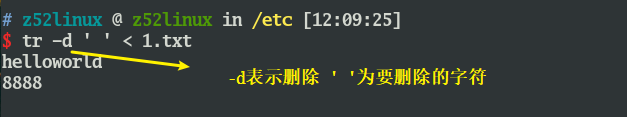 # z52linux @ z52linux in /etc [12:09:25]
$ tr -d ' ' < 1.txt
helloworld
8888
-d表示删除 ' '为要删除的字符